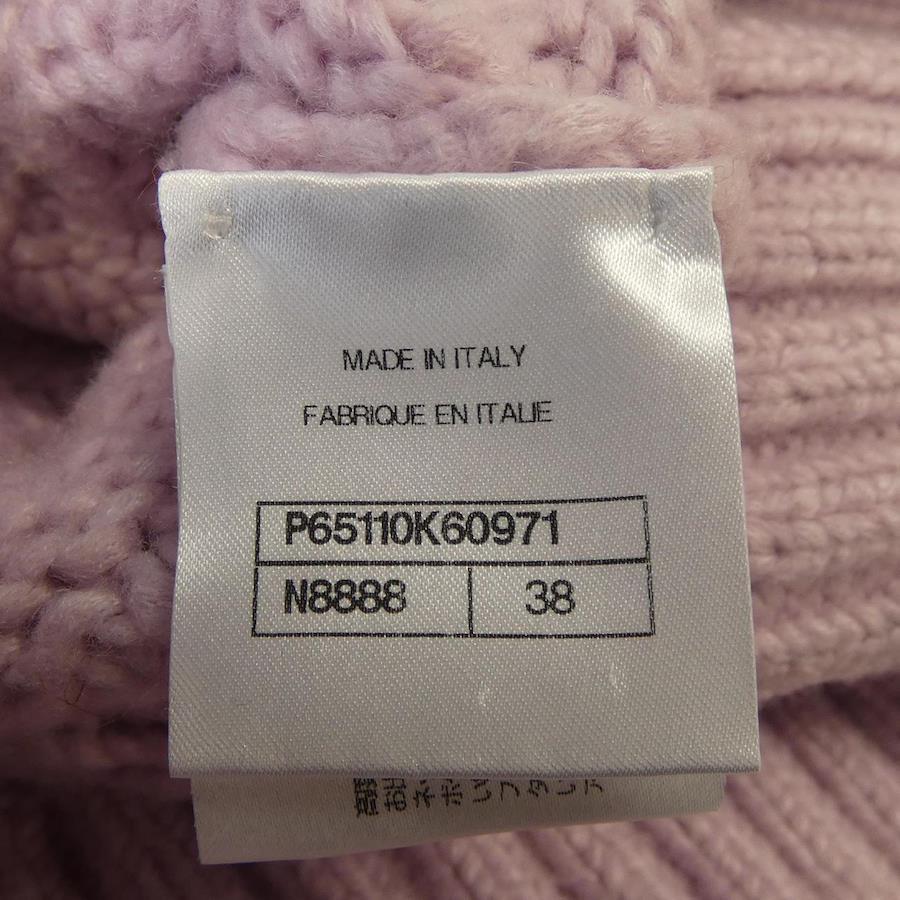 MADE IN ITALY
FABRIQUE EN ITALIE
P65110K60971
N8888 38